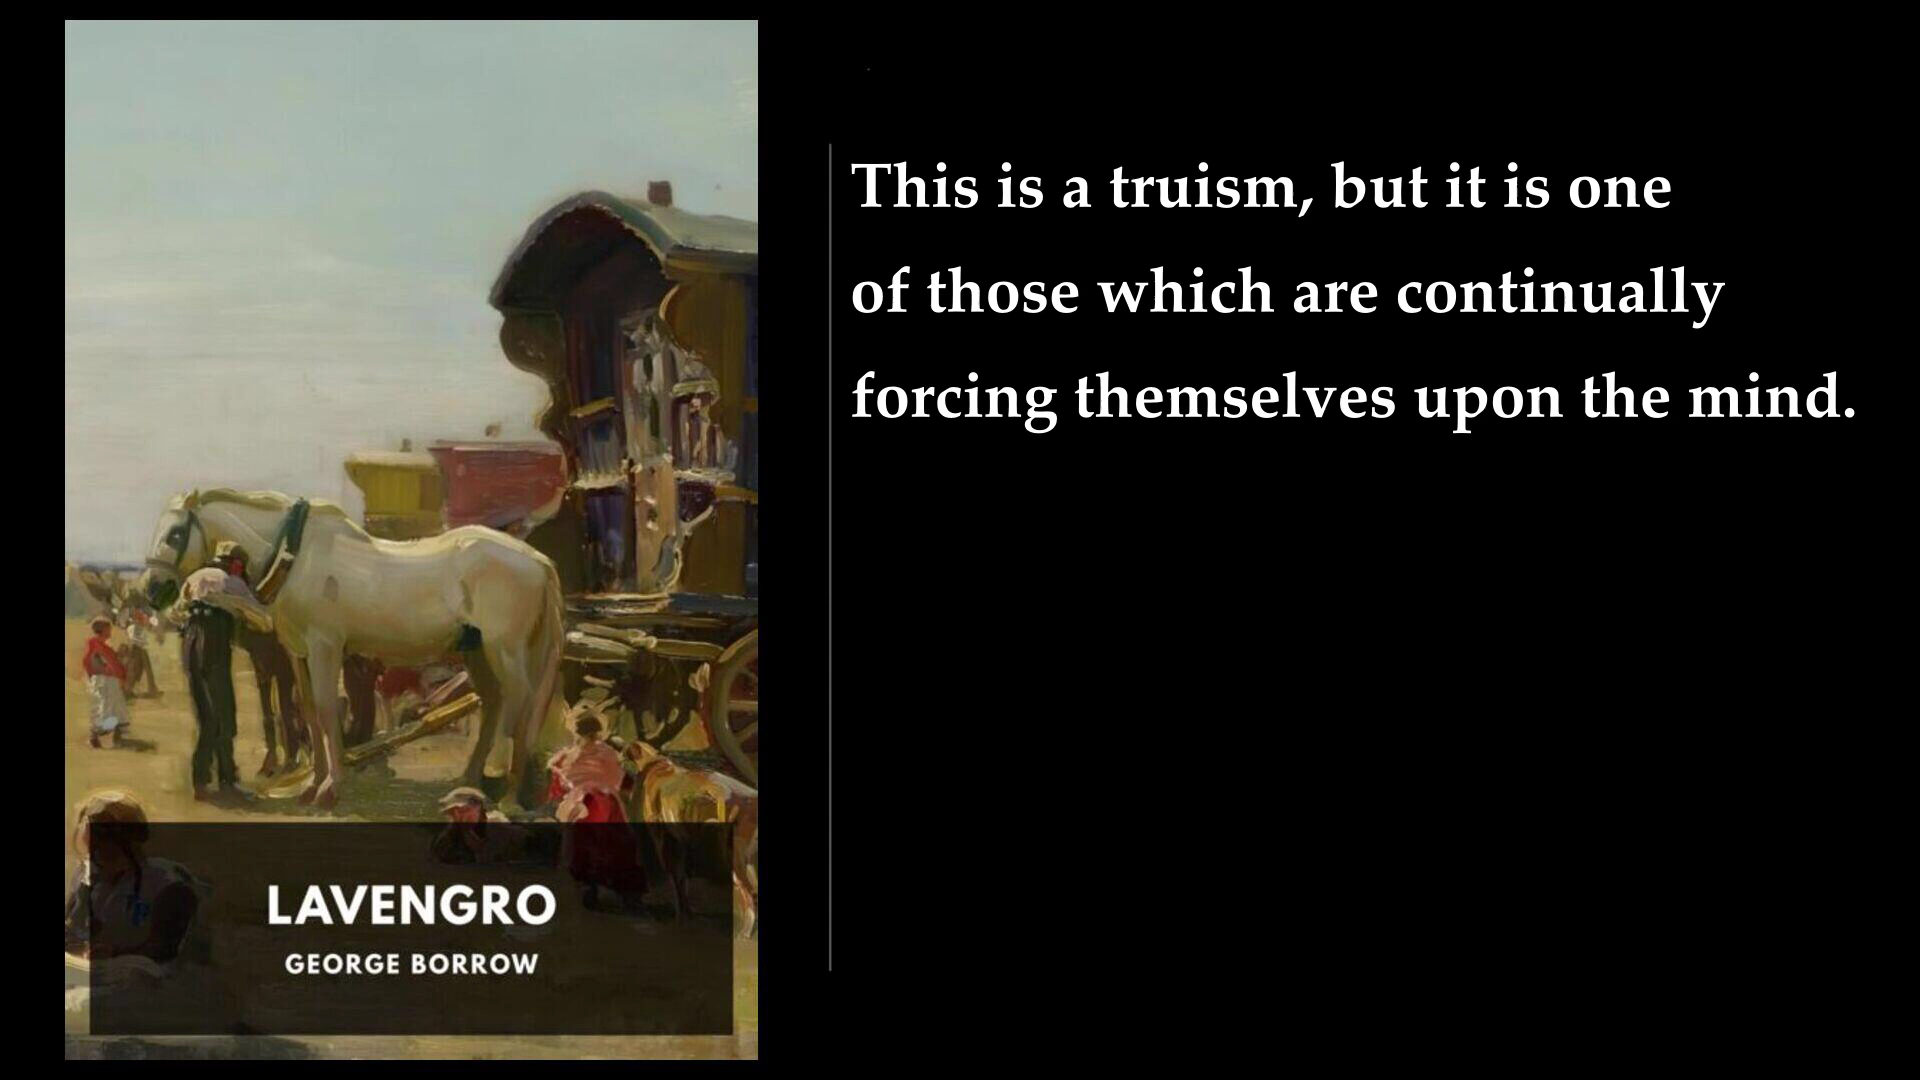 This is a truism, but it is one
of those which are continually
forcing themselves upon the mind.
LAVENGRO
GEORGE BORROW